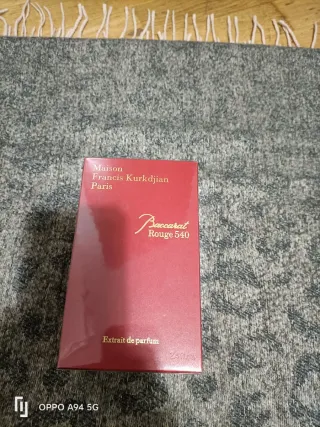 Maison
Francis Kurkdjian
Paris
Baccarat
Rouge 540
Extrait de parfum
OPPO A94 5G